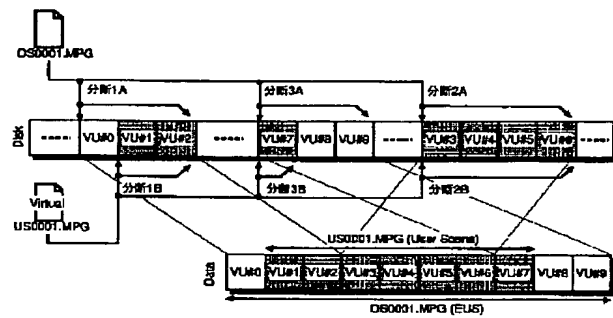 OS0001.MPG
分断1A
分断3A
分断2A
Disk
VU#0
VU#1
VU#2
VU#7
VU#8
VU#9
VU#3
VU#4
VU#5
分断1B
分断3B
分断2B
Virtual
US0001.MPG
US0001.MPG (User Scene)
Data
VU#0
VU#1
VU#2
VU#3
VU#4
VU#5
VU#6
VU#7
VU#8
VU#9
OS0001.MPG (EUS)